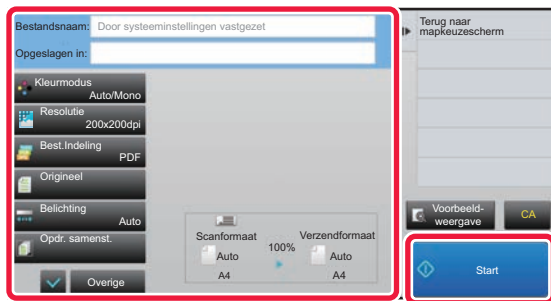 Bestandsnaam: Door systeeminstellingen vastgezet
Opgeslagen in:
Kleurmodus
Auto/Mono
Resolutie
200x200dpi
Best.Indeling
PDF
Origineel
Belichting
Auto
Opdr. samenst.
Overige
Scanformaat
Auto
A4
100%
Verzendformaat
Auto
A4
Terug naar
mapkeuzescherm
Voorbeeld-
weergave
CA
Start